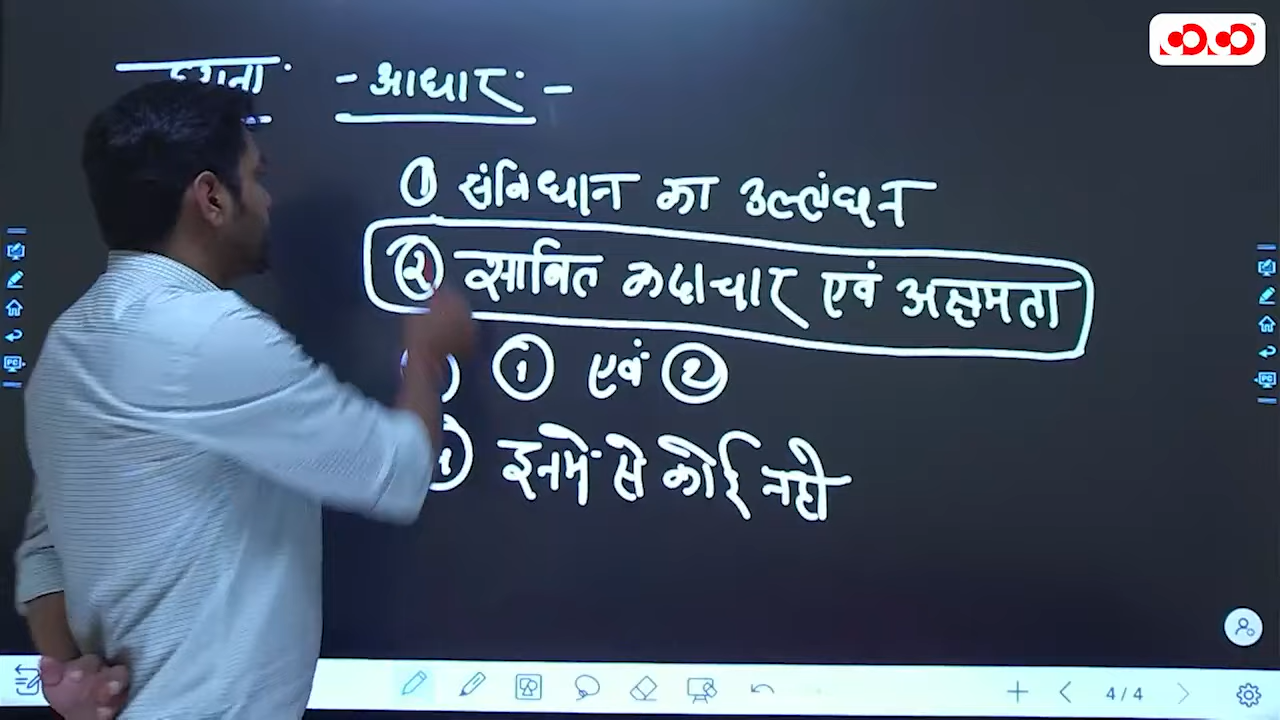 - आधार -
① संविधान का उल्लंघन
② साबित कदाचार एवं अक्षमता
① एवं ②
इनमें से कोई नही
4 / 4